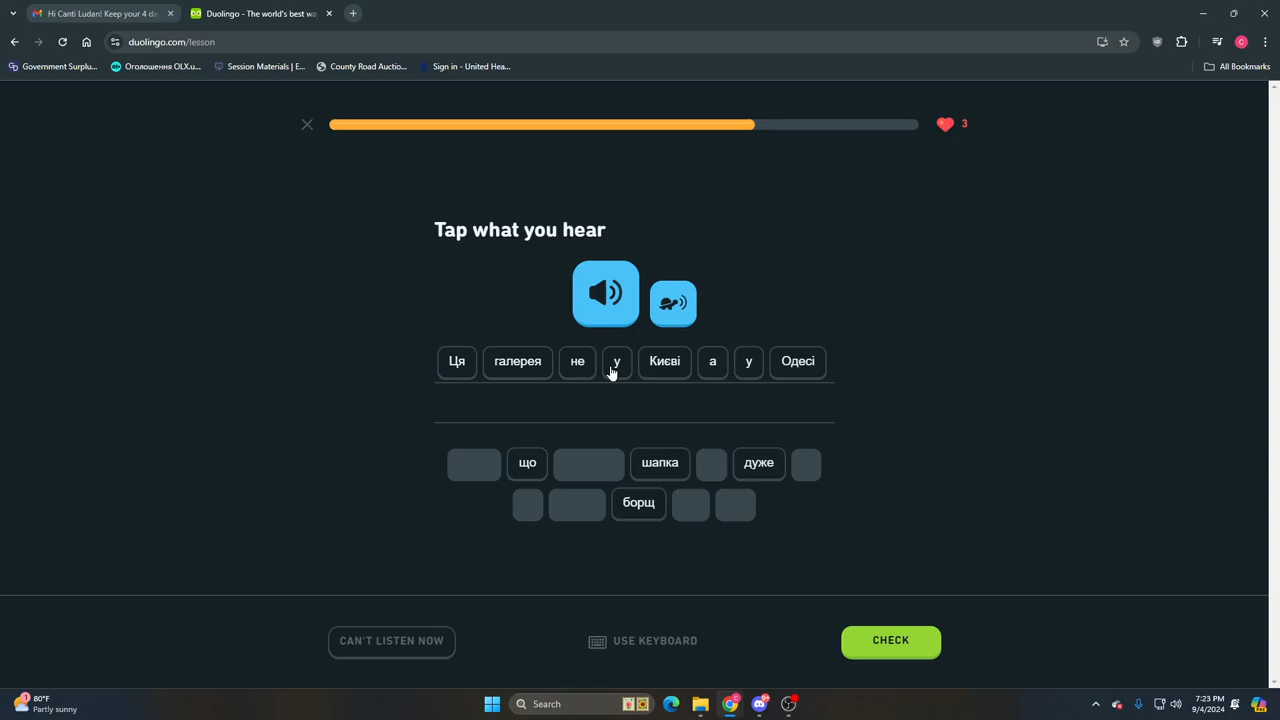 Hi Canti Ludan! Keep your 4 da
Duolingo - The world's best wa
duolingo.com/lesson
Government Surplu... Оголошення OLX.u... Session Materials | E... County Road Auctio... Sign in - United Hea... All Bookmarks
3
Tap what you hear
Ця галерея не у Києві а у Одесі
що шапка дуже
борщ
CAN'T LISTEN NOW USE KEYBOARD CHECK
80°F
Partly sunny
Search
7:23 PM
9/4/2024